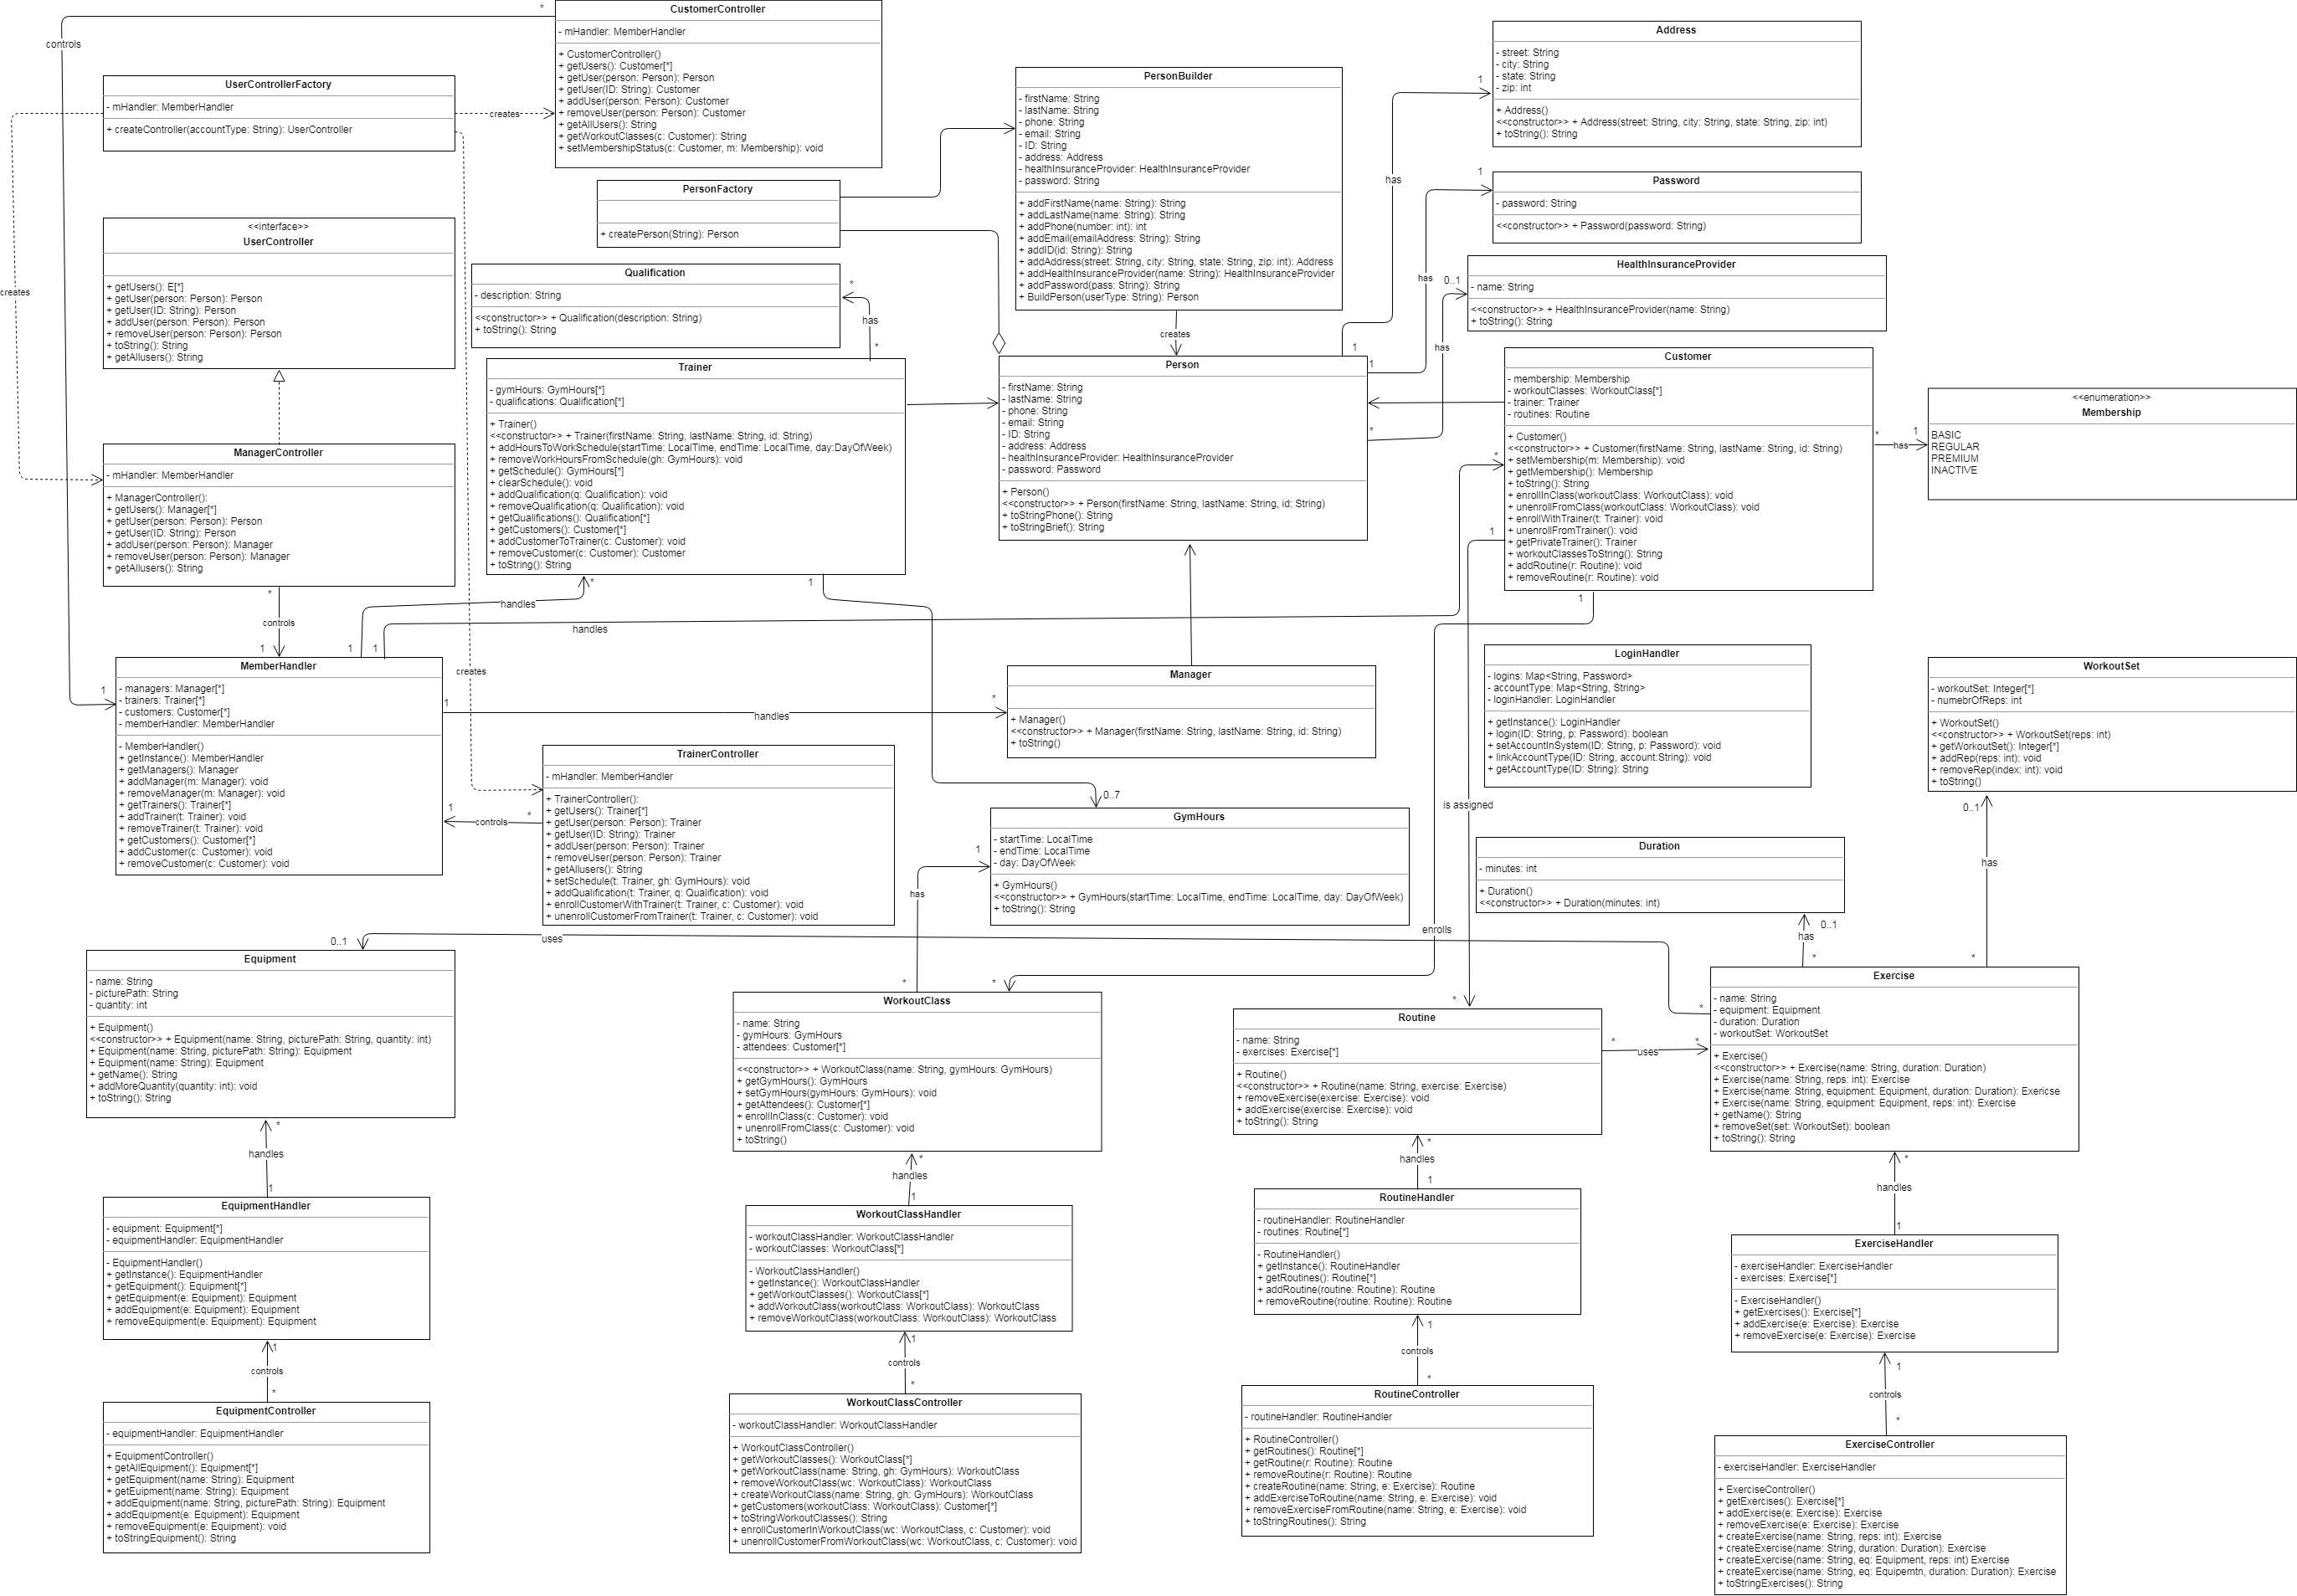 CustomerController
- mHandler: MemberHandler
+ CustomerController()
+ getUsers(): Customer[*]
+ getUser(person: Person): Person
+ getUser(ID: String): Customer
+ addUser(person: Person): Customer
+ removeUser(person: Person): Customer
+ getAllUsers(): String
+ getWorkoutClasses(c: Customer): String
+ setMembershipStatus(c: Customer, m: Membership): void
*
controls
1
UserControllerFactory
- mHandler: MemberHandler
+ createController(accountType: String): UserController
creates
creates
creates
<<interface>>
UserController
+ getUsers(): E[*]
+ getUser(person: Person): Person
+ getUser(ID: String): Person
+ addUser(person: Person): Person
+ removeUser(person: Person): Person
+ toString(): String
+ getAllusers(): String
ManagerController
- mHandler: MemberHandler
+ ManagerController():
+ getUsers(): Manager[*]
+ getUser(person: Person): Person
+ getUser(ID: String): Person
+ addUser(person: Person): Manager
+ removeUser(person: Person): Manager
+ getAllusers(): String
*
controls
1
PersonFactory
+ createPerson(String): Person
PersonBuilder
- firstName: String
- lastName: String
- phone: String
- email: String
- ID: String
- address: Address
- healthInsuranceProvider: HealthInsuranceProvider
- password: String
+ addFirstName(name: String): String
+ addLastName(name: String): String
+ addPhone(number: int): int
+ addEmail(emailAddress: String): String
+ addID(id: String): String
+ addAddress(street: String, city: String, state: String, zip: int): Address
+ addHealthInsuranceProvider(name: String): HealthInsuranceProvider
+ addPassword(pass: String): String
+ BuildPerson(userType: String): Person
creates
Address
- street: String
- city: String
- state: String
- zip: int
+ Address()
<<constructor>> + Address(street: String, city: String, state: String, zip: int)
+ toString(): String
1
has
1
Password
- password: String
<<constructor>> + Password(password: String)
1
has
1
HealthInsuranceProvider
- name: String
<<constructor>> + HealthInsuranceProvider(name: String)
+ toString(): String
0..1
has
*
Qualification
- description: String
<<constructor>> + Qualification(description: String)
+ toString(): String
*
has
*
Trainer
- gymHours: GymHours[*]
- qualifications: Qualification[*]
+ Trainer()
<<constructor>> + Trainer(firstName: String, lastName: String, id: String)
+ addHoursToWorkSchedule(startTime: LocalTime, endTime: LocalTime, day:DayOfWeek)
+ removeWorkHoursFromSchedule(gh: GymHours): void
+ getSchedule(): GymHours[*]
+ clearSchedule(): void
+ addQualification(q: Qualification): void
+ removeQualification(q: Qualification): void
+ getQualifications(): Qualification[*]
+ getCustomers(): Customer[*]
+ addCustomerToTrainer(c: Customer): void
+ removeCustomer(c: Customer): Customer
+ toString(): String
Person
- firstName: String
- lastName: String
- phone: String
- email: String
- ID: String
- address: Address
- healthInsuranceProvider: HealthInsuranceProvider
- password: Password
+ Person()
<<constructor>> + Person(firstName: String, lastName: String, id: String)
+ toStringPhone(): String
+ toStringBrief(): String
Customer
- membership: Membership
- workoutClasses: WorkoutClass[*]
- trainer: Trainer
- routines: Routine
+ Customer()
<<constructor>> + Customer(firstName: String, lastName: String, id: String)
+ setMembership(m: Membership): void
+ getMembership(): Membership
+ toString(): String
+ enrollInClass(workoutClass: WorkoutClass): void
+ unenrollFromClass(workoutClass: WorkoutClass): void
+ enrollWithTrainer(t: Trainer): void
+ unenrollFromTrainer(): void
+ getPrivateTrainer(): Trainer
+ workoutClassesToString(): String
+ addRoutine(r: Routine): void
+ removeRoutine(r: Routine): void
*
has
1
<<enumeration>>
Membership
BASIC
REGULAR
PREMIUM
INACTIVE
*
handles
1
*
handles
1
MemberHandler
- managers: Manager[*]
- trainers: Trainer[*]
- customers: Customer[*]
- memberHandler: MemberHandler
- MemberHandler()
+ getInstance(): MemberHandler
+ getManagers(): Manager
+ addManager(m: Manager): void
+ removeManager(m: Manager): void
+ getTrainers(): Trainer[*]
+ addTrainer(t: Trainer): void
+ removeTrainer(t: Trainer): void
+ getCustomers(): Customer[*]
+ addCustomer(c: Customer): void
+ removeCustomer(c: Customer): void
1
handles
*
Manager
+ Manager()
<<constructor>> + Manager(firstName: String, lastName: String, id: String)
+ toString()
TrainerController
- mHandler: MemberHandler
+ TrainerController():
+ getUsers(): Trainer[*]
+ getUser(person: Person): Trainer
+ getUser(ID: String): Trainer
+ addUser(person: Person): Trainer
+ removeUser(person: Person): Trainer
+ getAllusers(): String
+ setSchedule(t: Trainer, gh: GymHours): void
+ addQualification(t: Trainer, q: Qualification): void
+ enrollCustomerWithTrainer(t: Trainer, c: Customer): void
+ unenrollCustomerFromTrainer(t: Trainer, c: Customer): void
1
controls
*
1
0..7
GymHours
- startTime: LocalTime
- endTime: LocalTime
- day: DayOfWeek
+ GymHours()
<<constructor>> + GymHours(startTime: LocalTime, endTime: LocalTime, day: DayOfWeek)
+ toString(): String
1
has
*
LoginHandler
- logins: Map<String, Password>
- accountType: Map<String, String>
- loginHandler: LoginHandler
+ getInstance(): LoginHandler
+ login(ID: String, p: Password): boolean
+ setAccountInSystem(ID: String, p: Password): void
+ linkAccountType(ID: String, account:String): void
+ getAccountType(ID: String): String
WorkoutSet
- workoutSet: Integer[*]
- numebrOfReps: int
+ WorkoutSet()
<<constructor>> + WorkoutSet(reps: int)
+ getWorkoutSet(): Integer[*]
+ addRep(reps: int): void
+ removeRep(index: int): void
+ toString()
0..1
has
*
Duration
- minutes: int
+ Duration()
<<constructor>> + Duration(minutes: int)
0..1
has
*
1
is assigned
*
1
enrolls
*
0..1
uses
*
Equipment
- name: String
- picturePath: String
- quantity: int
+ Equipment()
<<constructor>> + Equipment(name: String, picturePath: String, quantity: int)
+ Equipment(name: String, picturePath: String): Equipment
+ Equipment(name: String): Equipment
+ getName(): String
+ addMoreQuantity(quantity: int): void
+ toString(): String
WorkoutClass
- name: String
- gymHours: GymHours
- attendees: Customer[*]
<<constructor>> + WorkoutClass(name: String, gymHours: GymHours)
+ getGymHours(): GymHours
+ setGymHours(gymHours: GymHours): void
+ getAttendees(): Customer[*]
+ enrollInClass(c: Customer): void
+ unenrollFromClass(c: Customer): void
+ toString()
Routine
- name: String
- exercises: Exercise[*]
+ Routine()
<<constructor>> + Routine(name: String, exercise: Exercise)
+ removeExercise(exercise: Exercise): void
+ addExercise(exercise: Exercise): void
+ toString(): String
*
uses
*
Exercise
- name: String
- equipment: Equipment
- duration: Duration
- workoutSet: WorkoutSet
+ Exercise()
<<constructor>> + Exercise(name: String, duration: Duration)
+ Exercise(name: String, reps: int): Exercise
+ Exercise(name: String, equipment: Equipment, duration: Duration): Exericse
+ Exercise(name: String, equipment: Equipment, reps: int): Exercise
+ getName(): String
+ removeSet(set: WorkoutSet): boolean
+ toString(): String
*
handles
1
EquipmentHandler
- equipment: Equipment[*]
- equipmentHandler: EquipmentHandler
- EquipmentHandler()
+ getInstance(): EquipmentHandler
+ getEquipment(): Equipment[*]
+ getEquipment(e: Equipment): Equipment
+ addEquipment(e: Equipment): Equipment
+ removeEquipment(e: Equipment): Equipment
1
controls
*
EquipmentController
- equipmentHandler: EquipmentHandler
+ EquipmentController()
+ getAllEquipment(): Equipment[*]
+ getEquipment(name: String): Equipment
+ getEuipment(name: String): Equipment
+ addEquipment(name: String, picturePath: String): Equipment
+ addEquipment(e: Equipment): Equipment
+ removeEquipment(e: Equipment): void
+ toStringEquipment(): String
*
handles
1
WorkoutClassHandler
- workoutClassHandler: WorkoutClassHandler
- workoutClasses: WorkoutClass[*]
- WorkoutClassHandler()
+ getInstance(): WorkoutClassHandler
+ getWorkoutClasses(): WorkoutClass[*]
+ addWorkoutClass(workoutClass: WorkoutClass): WorkoutClass
+ removeWorkoutClass(workoutClass: WorkoutClass): WorkoutClass
1
controls
*
WorkoutClassController
- workoutClassHandler: WorkoutClassHandler
+ WorkoutClassController()
+ getWorkoutClasses(): WorkoutClass[*]
+ getWorkoutClass(name: String, gh: GymHours): WorkoutClass
+ removeWorkoutClass(wc: WorkoutClass): WorkoutClass
+ createWorkoutClass(name: String, gh: GymHours): WorkoutClass
+ getCustomers(workoutClass: WorkoutClass): Customer[*]
+ toStringWorkoutClasses(): String
+ enrollCustomerInWorkoutClass(wc: WorkoutClass, c: Customer): void
+ unenrollCustomerFromWorkoutClass(wc: WorkoutClass, c: Customer): void
*
handles
1
RoutineHandler
- routineHandler: RoutineHandler
- routines: Routine[*]
- RoutineHandler()
+ getInstance(): RoutineHandler
+ getRoutines(): Routine[*]
+ addRoutine(routine: Routine): Routine
+ removeRoutine(routine: Routine): Routine
1
controls
*
RoutineController
- routineHandler: RoutineHandler
+ RoutineController()
+ getRoutines(): Routine[*]
+ getRoutine(r: Routine): Routine
+ removeRoutine(r: Routine): Routine
+ createRoutine(name: String, e: Exercise): Routine
+ addExerciseToRoutine(name: String, e: Exercise): void
+ removeExerciseFromRoutine(name: String, e: Exercise): void
+ toStringRoutines(): String
*
handles
1
ExerciseHandler
- exerciseHandler: ExerciseHandler
- exercises: Exercise[*]
- ExerciseHandler()
+ getExercises(): Exercise[*]
+ addExercise(e: Exercise): Exercise
+ removeExercise(e: Exercise): Exercise
1
controls
*
ExerciseController
- exerciseHandler: ExerciseHandler
+ ExerciseController()
+ getExercises(): Exercise[*]
+ addExercise(e: Exercise): Exercise
+ removeExercise(e: Exercise): Exercise
+ createExercise(name: String, reps: int): Exercise
+ createExercise(name: String, duration: Duration): Exercise
+ createExercise(name: String, eq: Equipment, reps: int) Exercise
+ createExercise(name: String, eq: Equipemtn, duration: Duration): Exercise
+ toStringExercises(): String